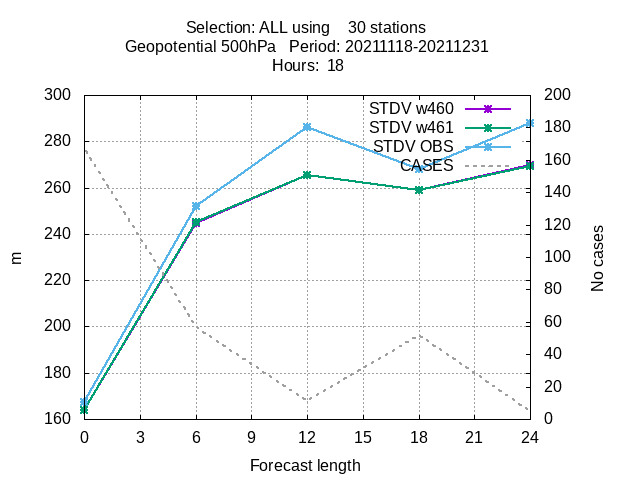 Selection: ALL using    30 stations
Geopotential 500hPa   Period: 20211118-20211231
Hours:  18
300
280
260
240
220
200
180
160
m
STDV w460
STDV w461
STDV OBS
CASES
200
180
160
140
120
100
80
60
40
20
0
No cases
0 3 6 9 12 15 18 21 24
Forecast length